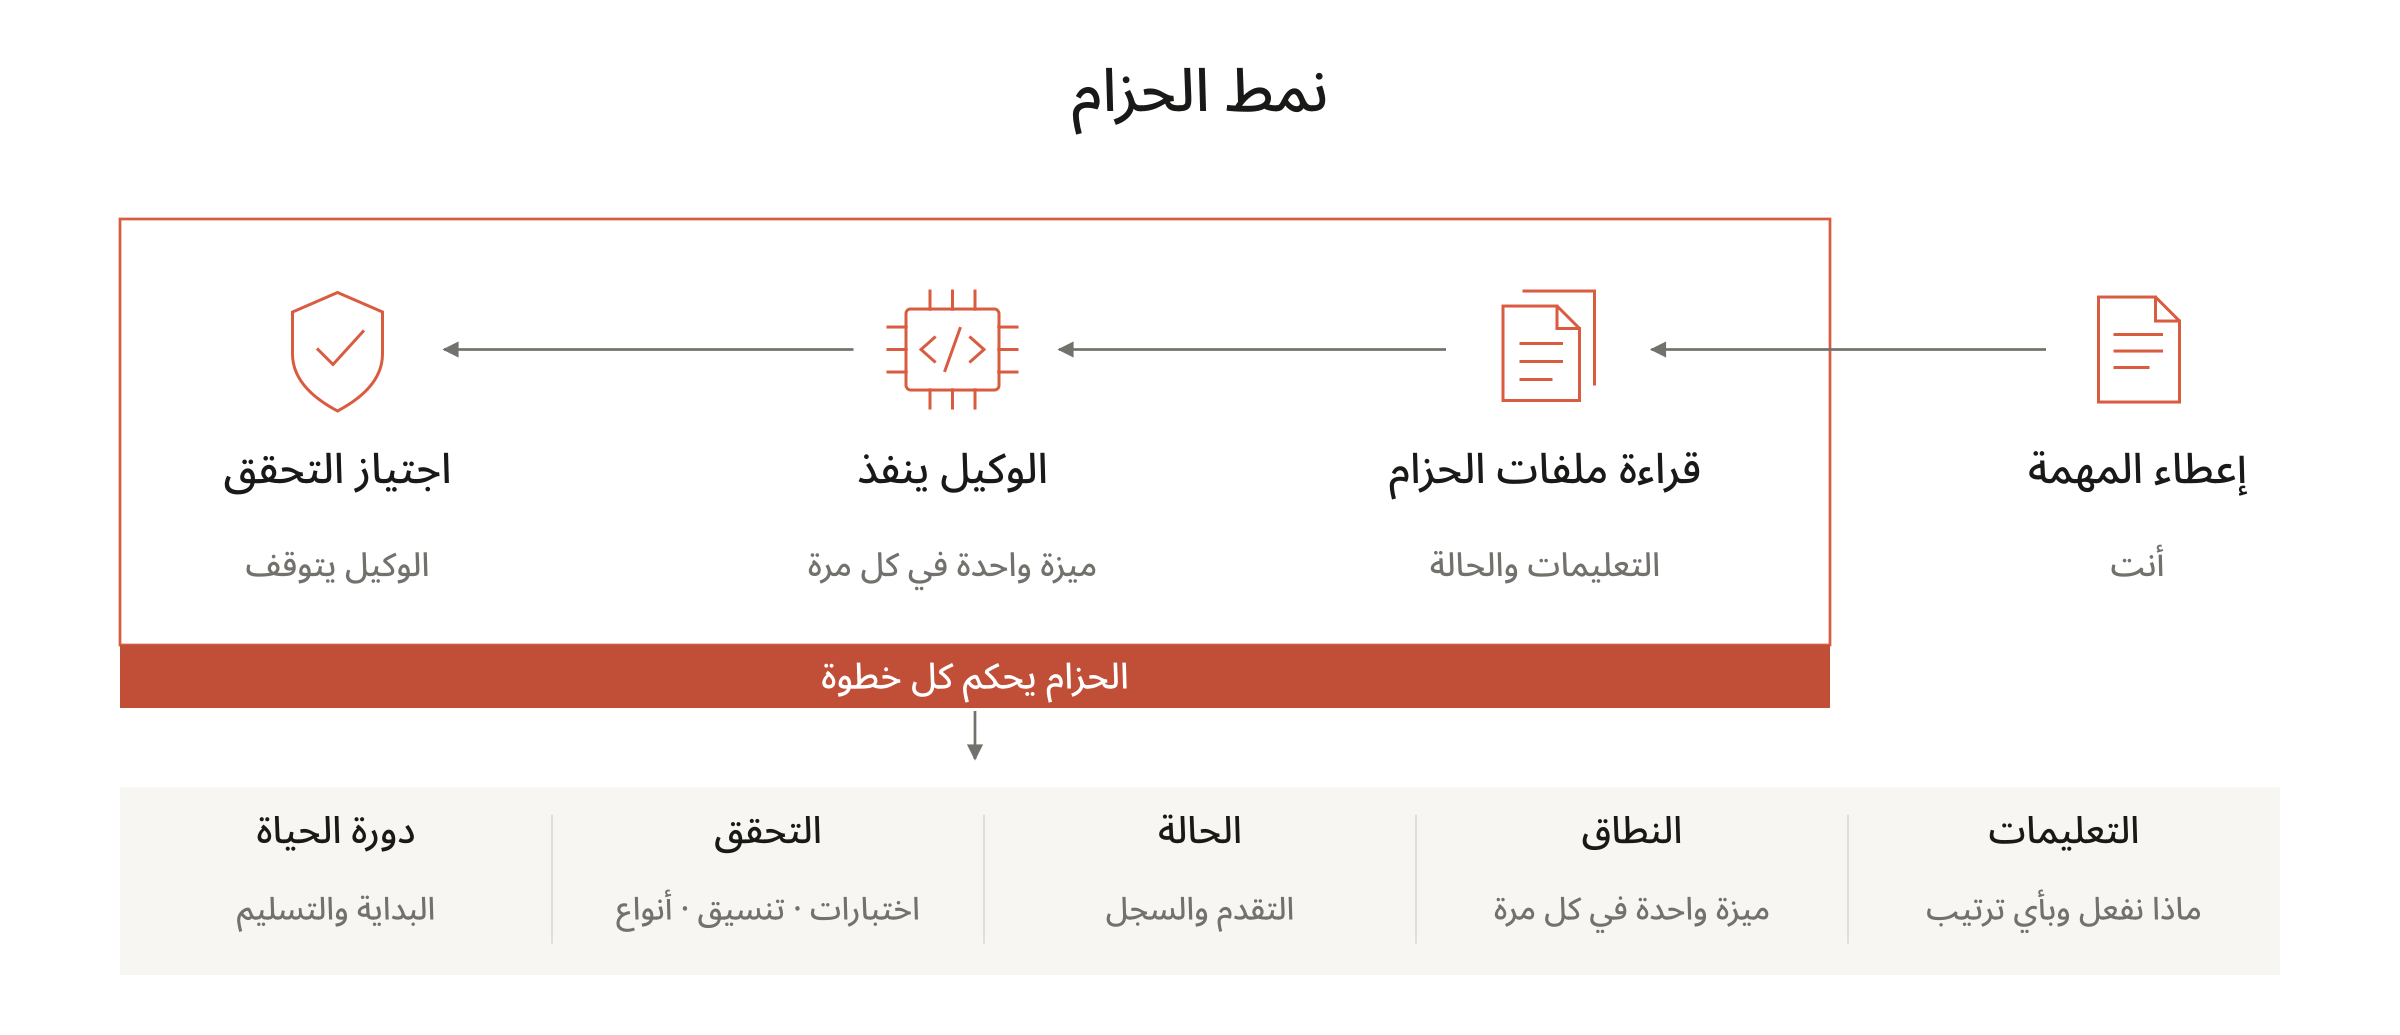 نمط الحزام
إعطاء المهمة
أنت
قراءة ملفات الحزام
التعليمات والحالة
الوكيل ينفذ
ميزة واحدة في كل مرة
اجتياز التحقق
الوكيل يتوقف
الحزام يحكم كل خطوة
التعليمات
ماذا نفعل وبأي ترتيب
النطاق
ميزة واحدة في كل مرة
الحالة
التقدم والسجل
التحقق
اختبارات · تنسيق · أنواع
دورة الحياة
البداية والتسليم